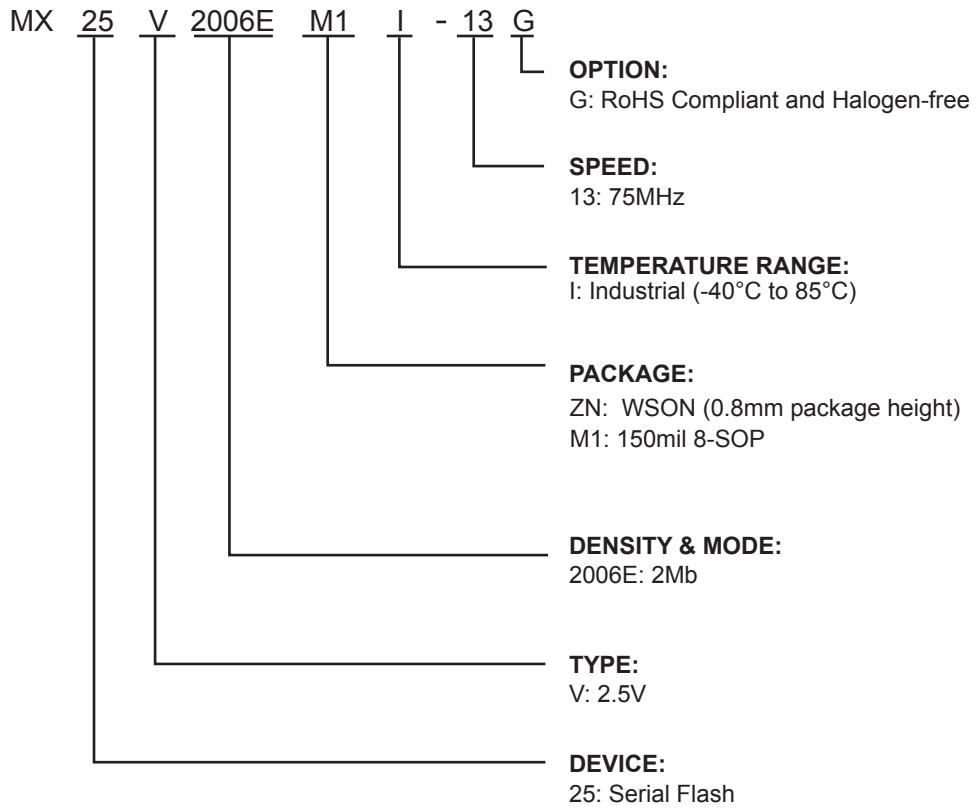 MX 25 V 2006E M1 I - 13 G
OPTION:
G: RoHS Compliant and Halogen-free
SPEED:
13: 75MHz
TEMPERATURE RANGE:
I: Industrial (-40°C to 85°C)
PACKAGE:
ZN: WSON (0.8mm package height)
M1: 150mil 8-SOP
DENSITY & MODE:
2006E: 2Mb
TYPE:
V: 2.5V
DEVICE:
25: Serial Flash